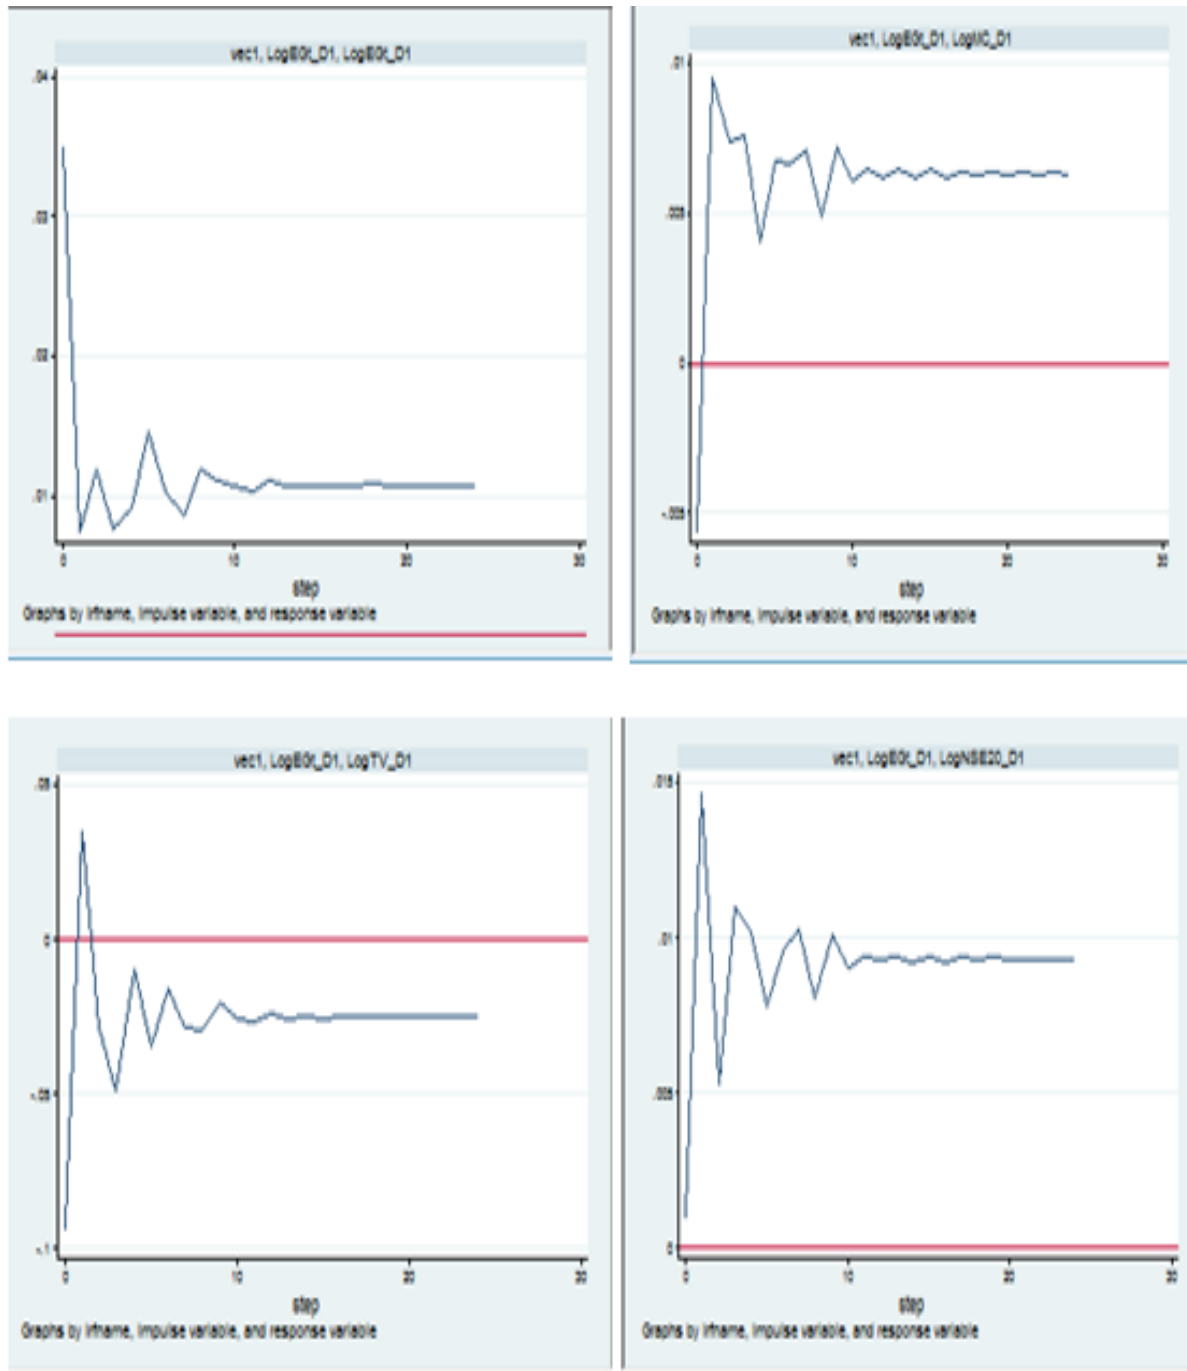 vec1, LogEGt_D1, LogEGt_D1
.04
.03
.02
.01
0
10
20
30
step
Graphs by irfname, impulse variable, and response variable
vec1, LogEGt_D1, LogMC_D1
.01
.005
0
-.005
0
10
20
30
step
Graphs by irfname, impulse variable, and response variable
vec1, LogEGt_D1, LogTV_D1
.05
0
-.05
-.1
0
10
20
30
step
Graphs by irfname, impulse variable, and response variable
vec1, LogEGt_D1, LogNSE20_D1
.015
.01
.005
0
0
10
20
30
step
Graphs by irfname, impulse variable, and response variable